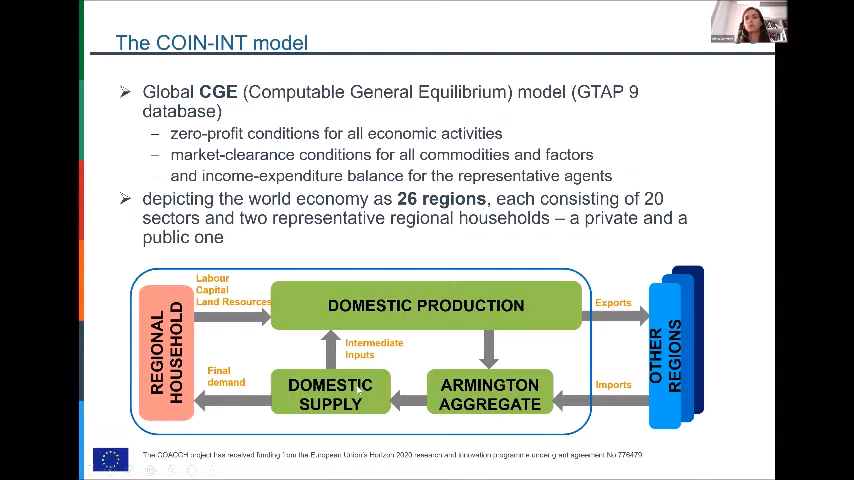 The COIN-INT model
➢ Global CGE (Computable General Equilibrium) model (GTAP 9
database)
– zero-profit conditions for all economic activities
– market-clearance conditions for all commodities and factors
– and income-expenditure balance for the representative agents
➢ depicting the world economy as 26 regions, each consisting of 20
sectors and two representative regional households – a private and a
public one
REGIONAL
HOUSEHOLD
Labour
Capital
Land Resources
DOMESTIC PRODUCTION
Exports
OTHER
REGIONS
Intermediate
Inputs
Final
demand
DOMESTIC
SUPPLY
ARMINGTON
AGGREGATE
Imports
The COACCH project has received funding from the European Union's Horizon 2020 research and innovation programme under grant agreement No 776479